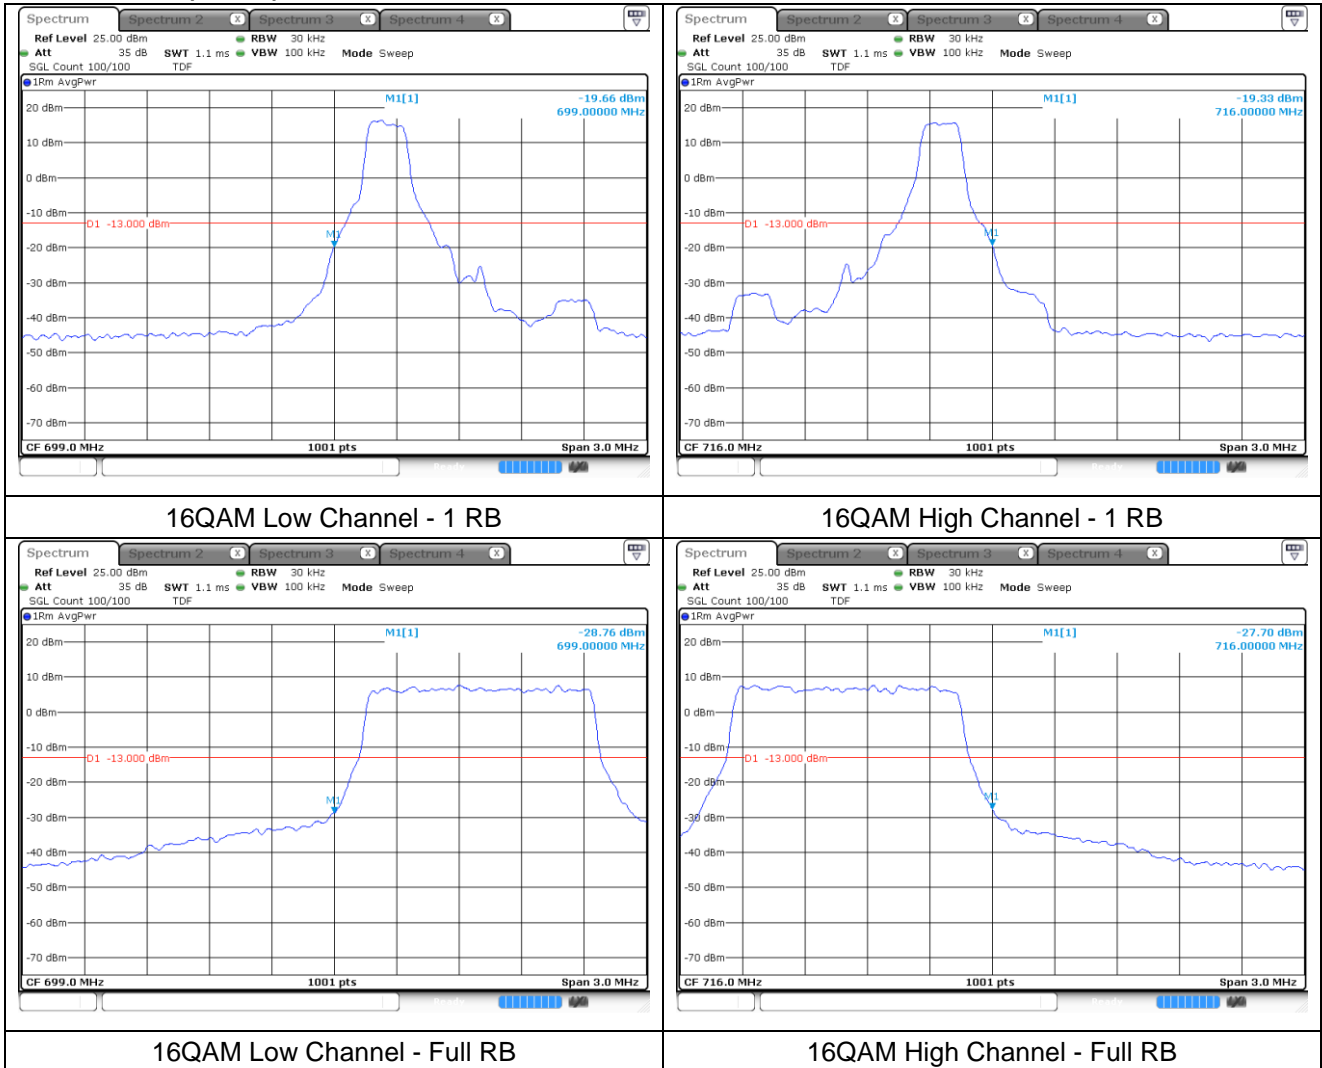 Spectrum Spectrum 2 X Spectrum 3 X Spectrum 4 X
Ref Level 25.00 dBm RBW 30 kHz
Att 35 dB SWT 1.1 ms VBW 100 kHz Mode Sweep
SGL Count 100/100 TDF
1Rm AvgPwr
M1[1] -19.66 dBm
699.00000 MHz
20 dBm
10 dBm
0 dBm
-10 dBm
D1 -13.000 dBm
M1
-20 dBm
-30 dBm
-40 dBm
-50 dBm
-60 dBm
-70 dBm
CF 699.0 MHz 1001 pts Span 3.0 MHz
16QAM Low Channel - 1 RB
Spectrum Spectrum 2 X Spectrum 3 X Spectrum 4 X
Ref Level 25.00 dBm RBW 30 kHz
Att 35 dB SWT 1.1 ms VBW 100 kHz Mode Sweep
SGL Count 100/100 TDF
1Rm AvgPwr
M1[1] -19.33 dBm
716.00000 MHz
20 dBm
10 dBm
0 dBm
-10 dBm
D1 -13.000 dBm
M1
-20 dBm
-30 dBm
-40 dBm
-50 dBm
-60 dBm
-70 dBm
CF 716.0 MHz 1001 pts Span 3.0 MHz
16QAM High Channel - 1 RB
Spectrum Spectrum 2 X Spectrum 3 X Spectrum 4 X
Ref Level 25.00 dBm RBW 30 kHz
Att 35 dB SWT 1.1 ms VBW 100 kHz Mode Sweep
SGL Count 100/100 TDF
1Rm AvgPwr
M1[1] -28.76 dBm
699.00000 MHz
20 dBm
10 dBm
0 dBm
-10 dBm
D1 -13.000 dBm
-20 dBm
M1
-30 dBm
-40 dBm
-50 dBm
-60 dBm
-70 dBm
CF 699.0 MHz 1001 pts Span 3.0 MHz
16QAM Low Channel - Full RB
Spectrum Spectrum 2 X Spectrum 3 X Spectrum 4 X
Ref Level 25.00 dBm RBW 30 kHz
Att 35 dB SWT 1.1 ms VBW 100 kHz Mode Sweep
SGL Count 100/100 TDF
1Rm AvgPwr
M1[1] -27.70 dBm
716.00000 MHz
20 dBm
10 dBm
0 dBm
-10 dBm
D1 -13.000 dBm
-20 dBm
M1
-30 dBm
-40 dBm
-50 dBm
-60 dBm
-70 dBm
CF 716.0 MHz 1001 pts Span 3.0 MHz
16QAM High Channel - Full RB